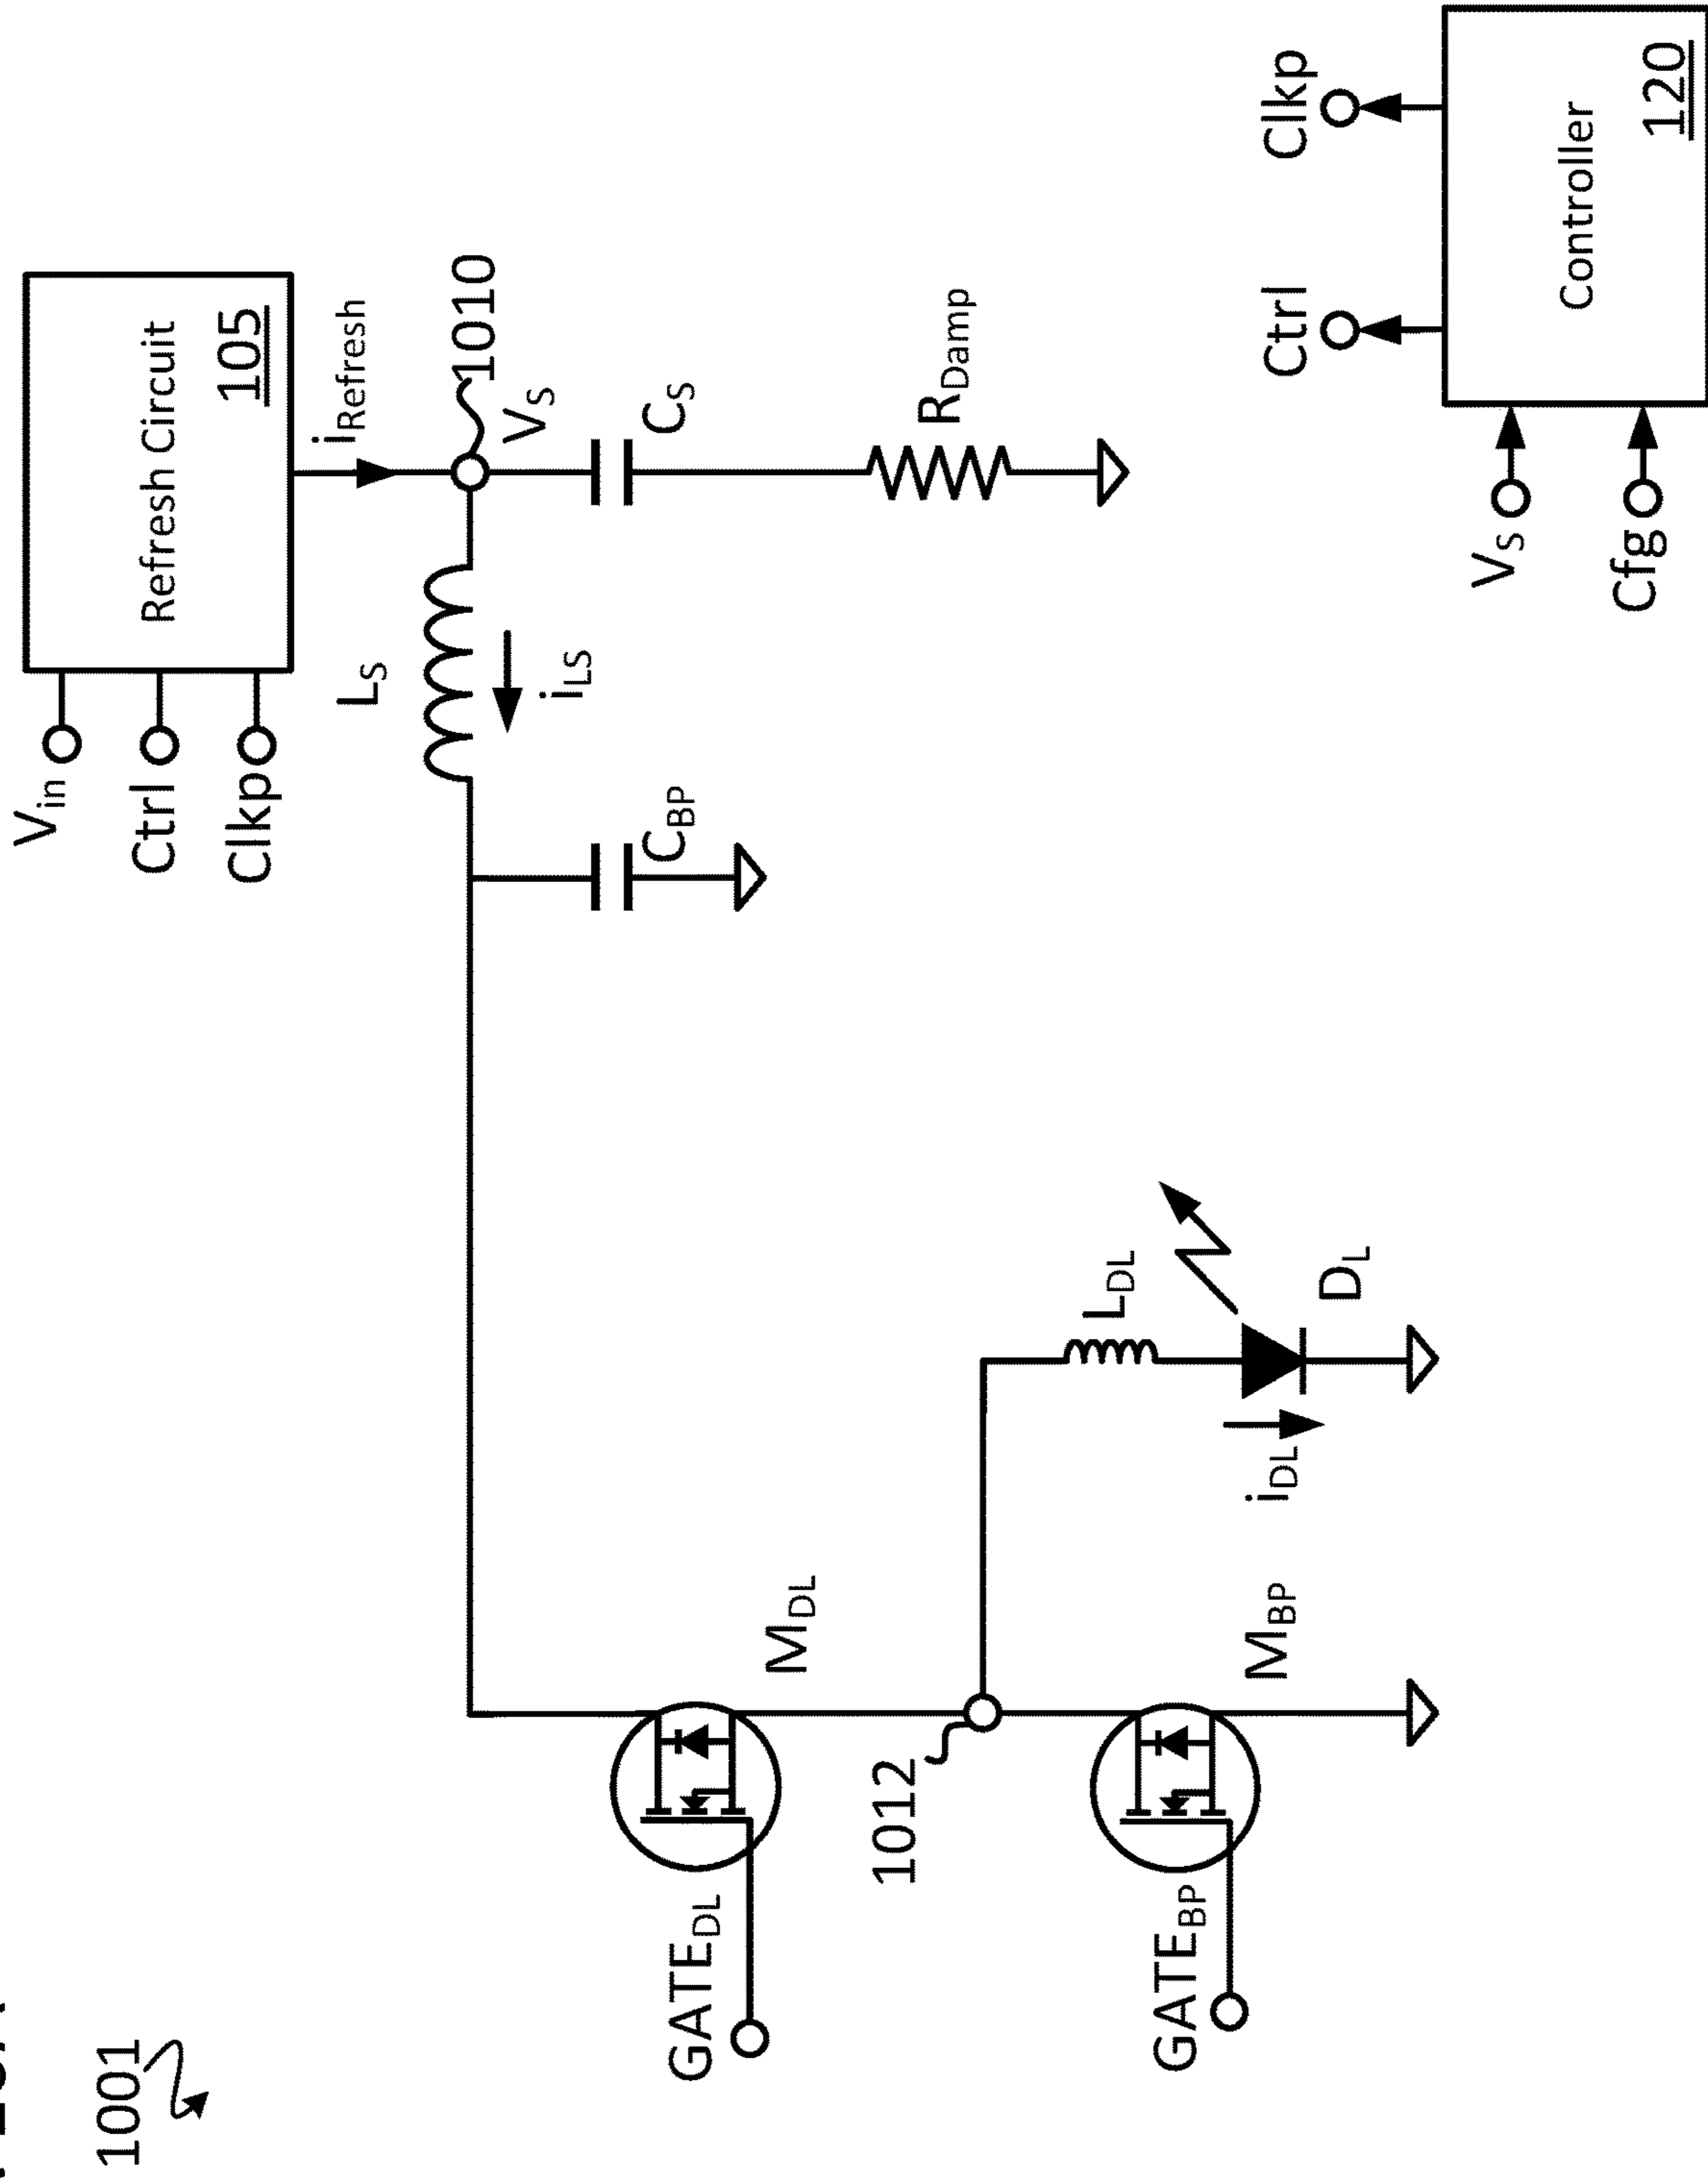 1001
V_in
Ctrl
Clkp
Refresh Circuit
105
i_Refresh
L_S
1010
V_S
i_LS
C_BP
C_S
GATE_DL
M_DL
1012
R_Damp
L_DL
GATE_BP
M_BP
i_DL
D_L
Ctrl
Clkp
V_S
Cfg
Controller
120